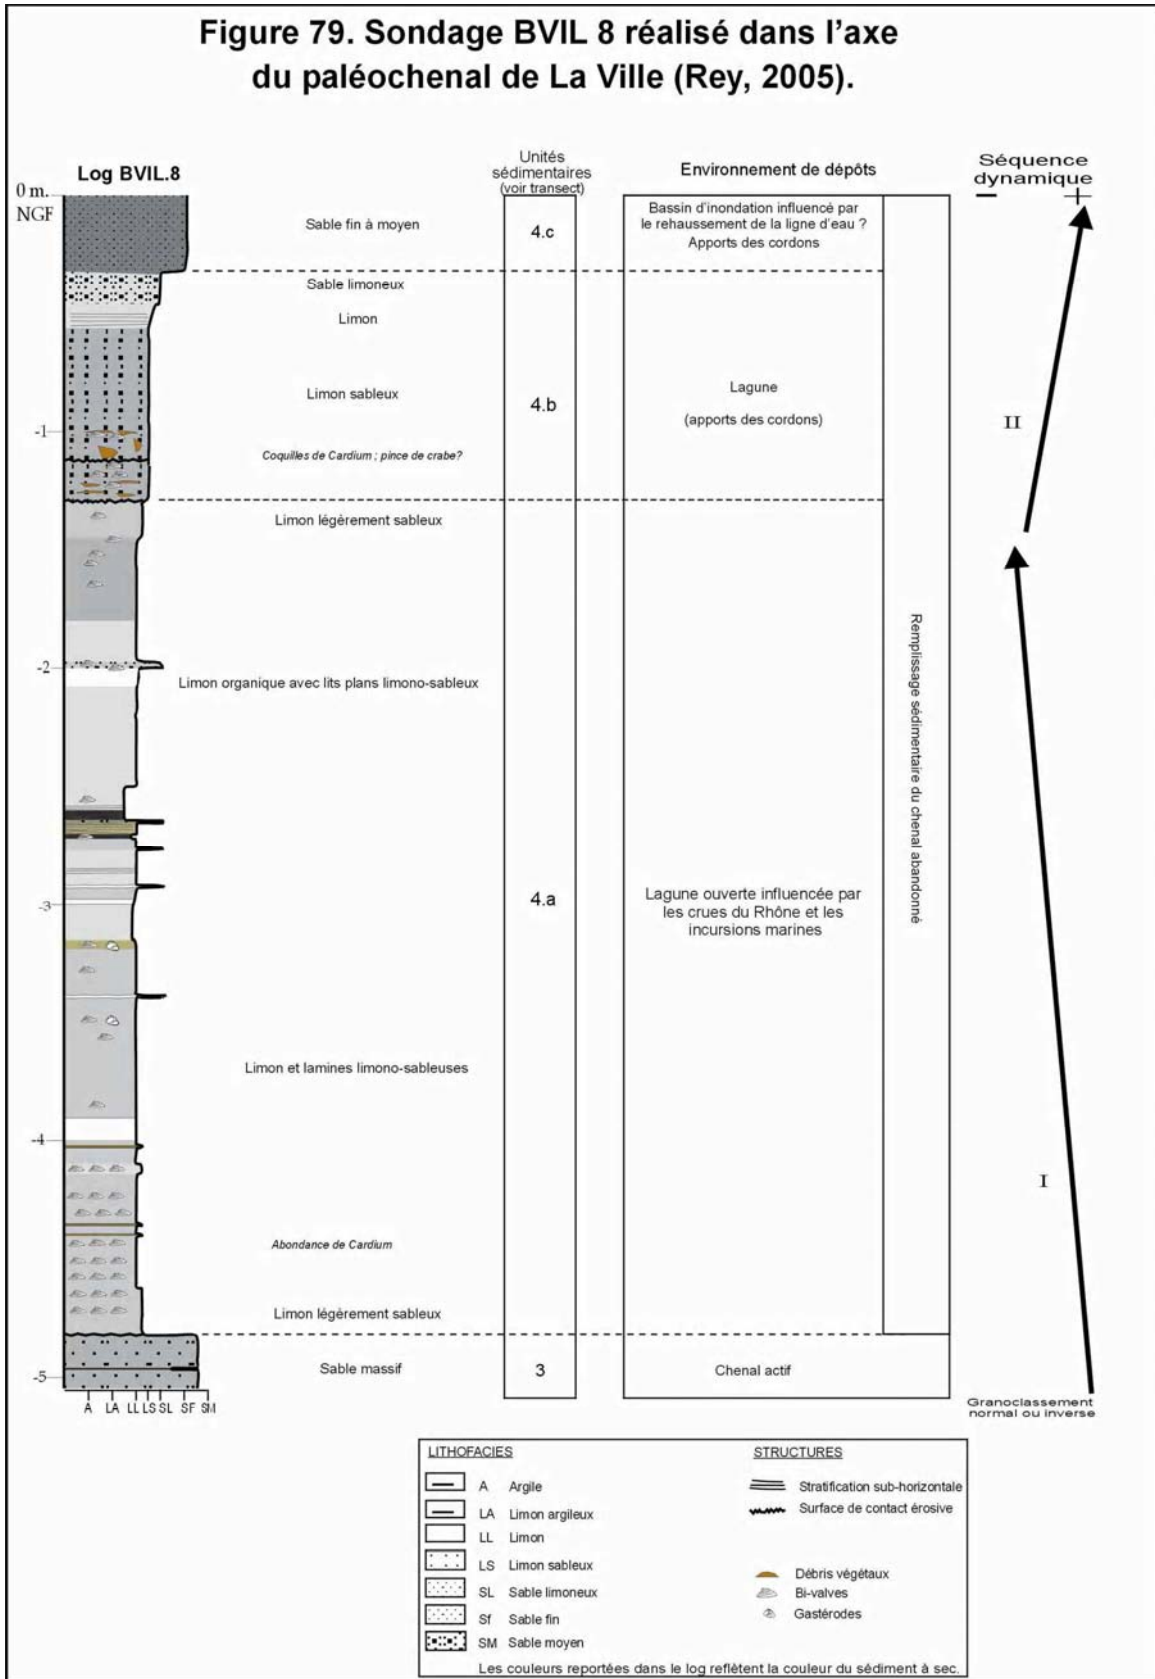 Figure 79. Sondage BVIL 8 réalisé dans l'axe
du paléochenal de La Ville (Rey, 2005).
Log BVIL.8
Unités
sédimentaires
(voir transect)
Environnement de dépôts
Séquence
dynamique
0 m.
NGF
Sable fin à moyen
4.c
Bassin d'inondation influencé par
le rehaussement de la ligne d'eau ?
Apports des cordons
Sable limoneux
Limon
Limon sableux
4.b
Lagune
(apports des cordons)
-1
II
Coquilles de Cardium ; pince de crabe?
Limon légèrement sableux
-2
Limon organique avec lits plans limono-sableux
Remplissage sédimentaire du chenal abandonné
-3
4.a
Lagune ouverte influencée par
les crues du Rhône et les
incursions marines
Limon et lamines limono-sableuses
-4
I
Abondance de Cardium
Limon légèrement sableux
Sable massif
3
Chenal actif
-5
A LA LL LS SL SF SM
Granoclassement
normal ou inverse
LITHOFACIES
A Argile
LA Limon argileux
LL Limon
LS Limon sableux
SL Sable limoneux
Sf Sable fin
SM Sable moyen
STRUCTURES
Stratification sub-horizontale
Surface de contact érosive
Débris végétaux
Bi-valves
Gastérodes
Les couleurs reportées dans le log reflètent la couleur du sédiment à sec.